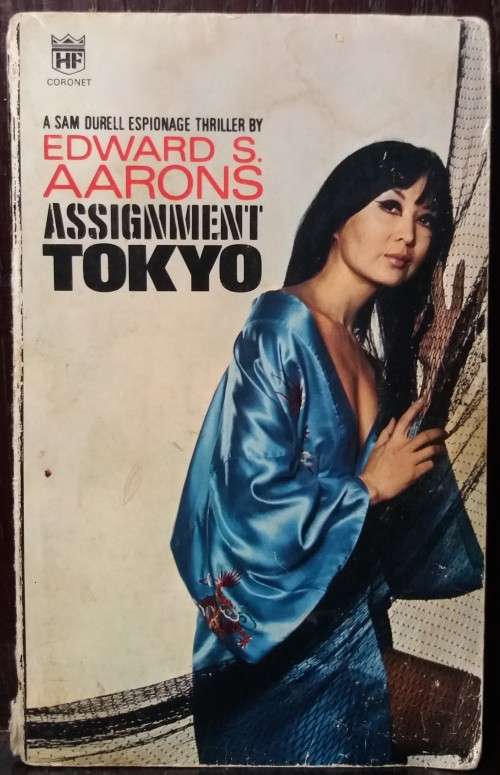 HF
CORONET
A SAM DURELL ESPIONAGE THRILLER BY
EDWARD S.
AARONS
ASSIGNMENT
TOKYO